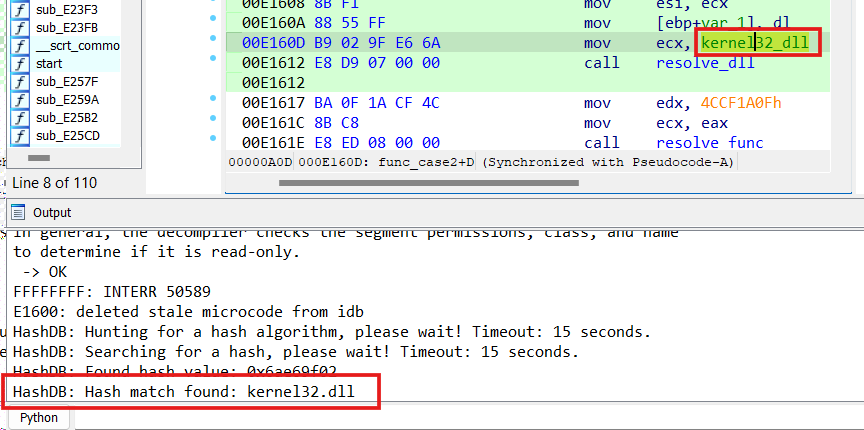 sub_E23F3
sub_E23FB
__scrt_commo
start
sub_E257F
sub_E259A
sub_E25B2
sub_E25CD
Line 8 of 110
00E1608 8B F1 mov esi, ecx
00E160A 88 55 FF mov [ebp+var_1], dl
00E160D B9 02 9F E6 6A mov ecx, kernel32_dll
00E1612 E8 D9 07 00 00 call resolve_dll
00E1612
00E1617 BA 0F 1A CF 4C mov edx, 4CCF1A0Fh
00E161C 8B C8 mov ecx, eax
00E161E E8 ED 08 00 00 call resolve_func
00000A0D 000E160D: func_case2+D (Synchronized with Pseudocode-A)
Output
In general, the decompiler checks the segment permissions, class, and name
to determine if it is read-only.
-> OK
FFFFFFFF: INTERR 50589
E1600: deleted stale microcode from idb
HashDB: Hunting for a hash algorithm, please wait! Timeout: 15 seconds.
HashDB: Searching for a hash, please wait! Timeout: 15 seconds.
HashDB: Found hash value: 0x6ae69f02
HashDB: Hash match found: kernel32.dll
Python